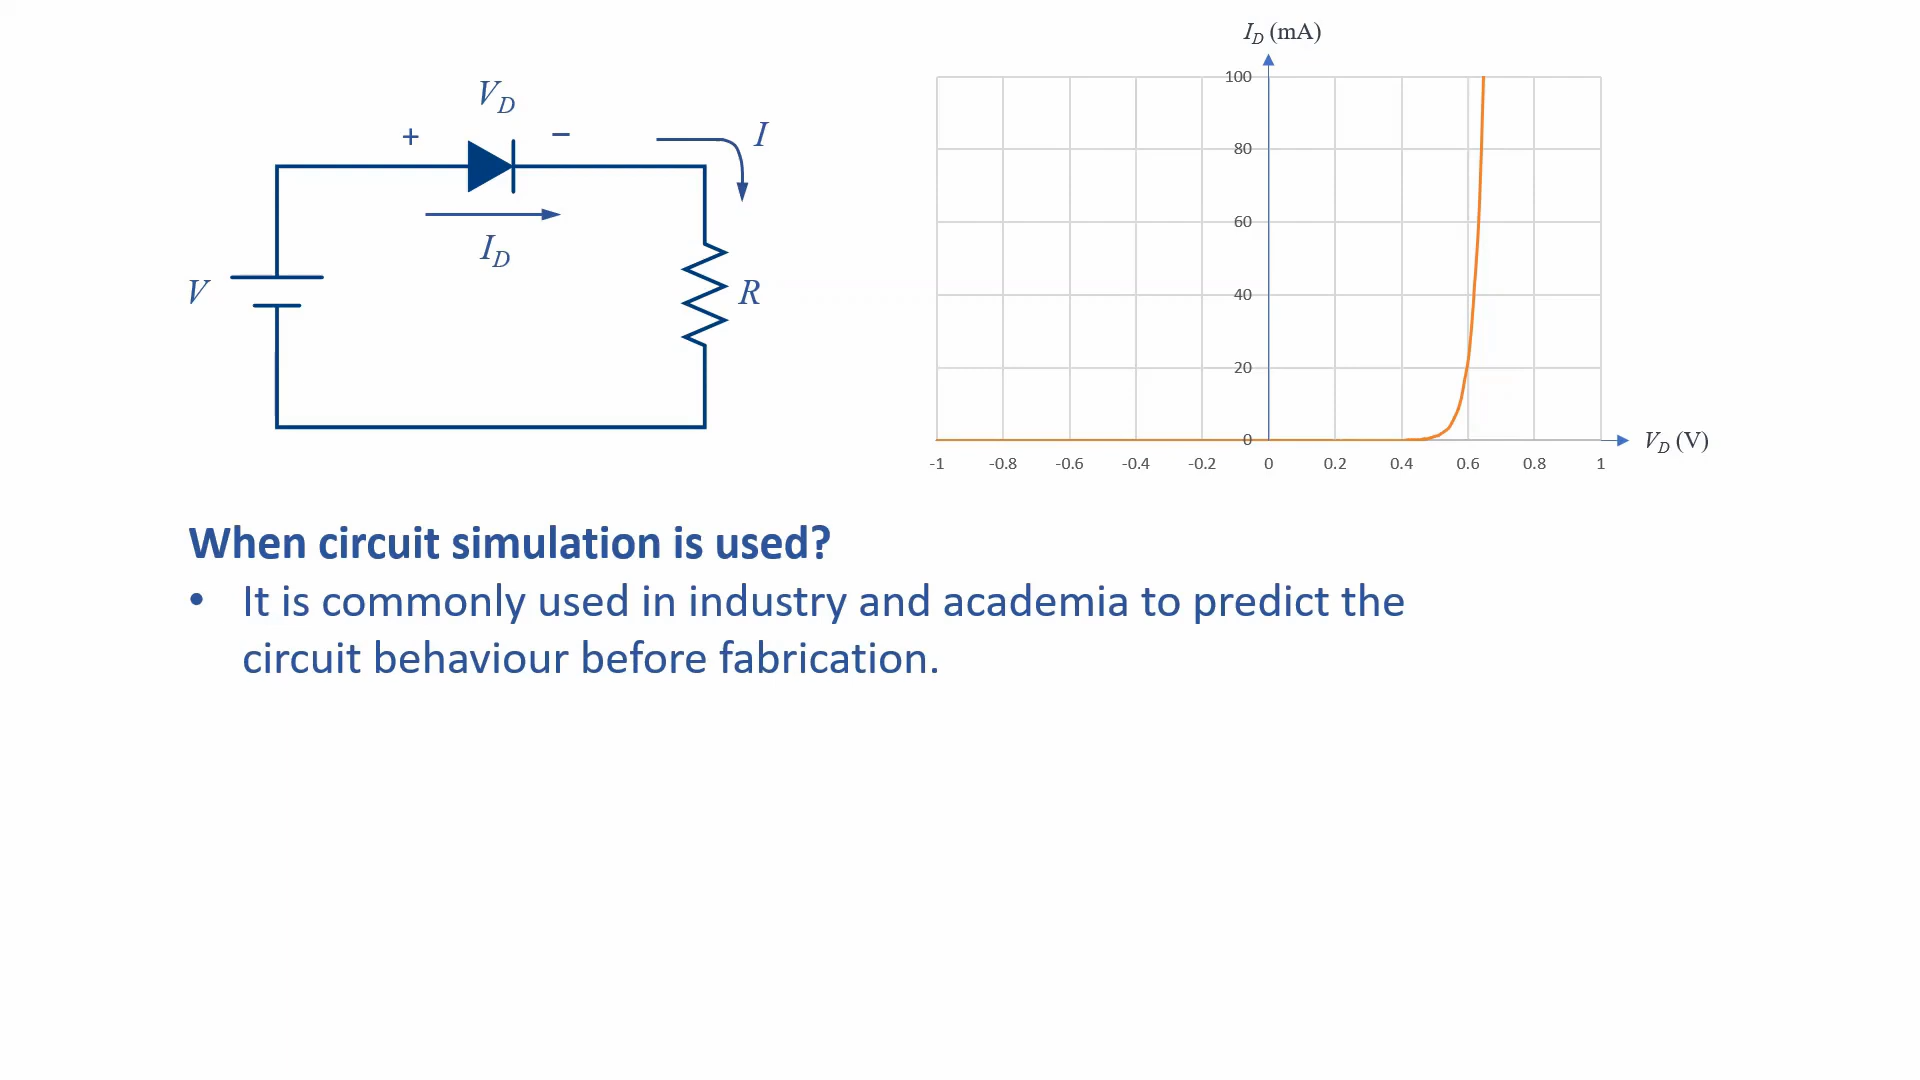 V_D
+ −
I
I_D
V
R
I_D (mA)
100
80
60
40
20
0
-1 -0.8 -0.6 -0.4 -0.2 0 0.2 0.4 0.6 0.8 1
V_D (V)
When circuit simulation is used?
• It is commonly used in industry and academia to predict the
circuit behaviour before fabrication.